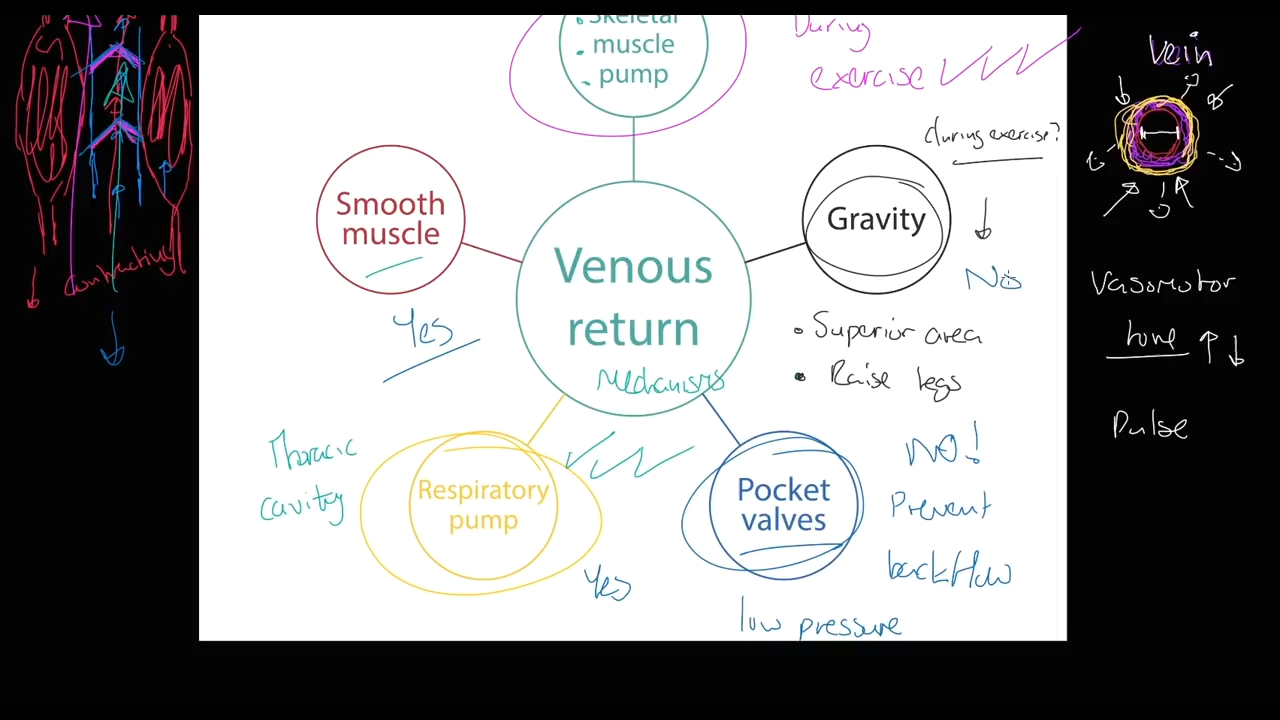 Skeletal
muscle
pump
During
exercise
vein
during exercise?
Smooth
muscle
Gravity
Venous
return
Mechanisms
contracting
No
Vasomotor
tone
Yes
Superior area
Raise legs
Pulse
Thoracic
cavity
Respiratory
pump
Yes
Pocket
valves
NO!
Prevent
backflow
low pressure